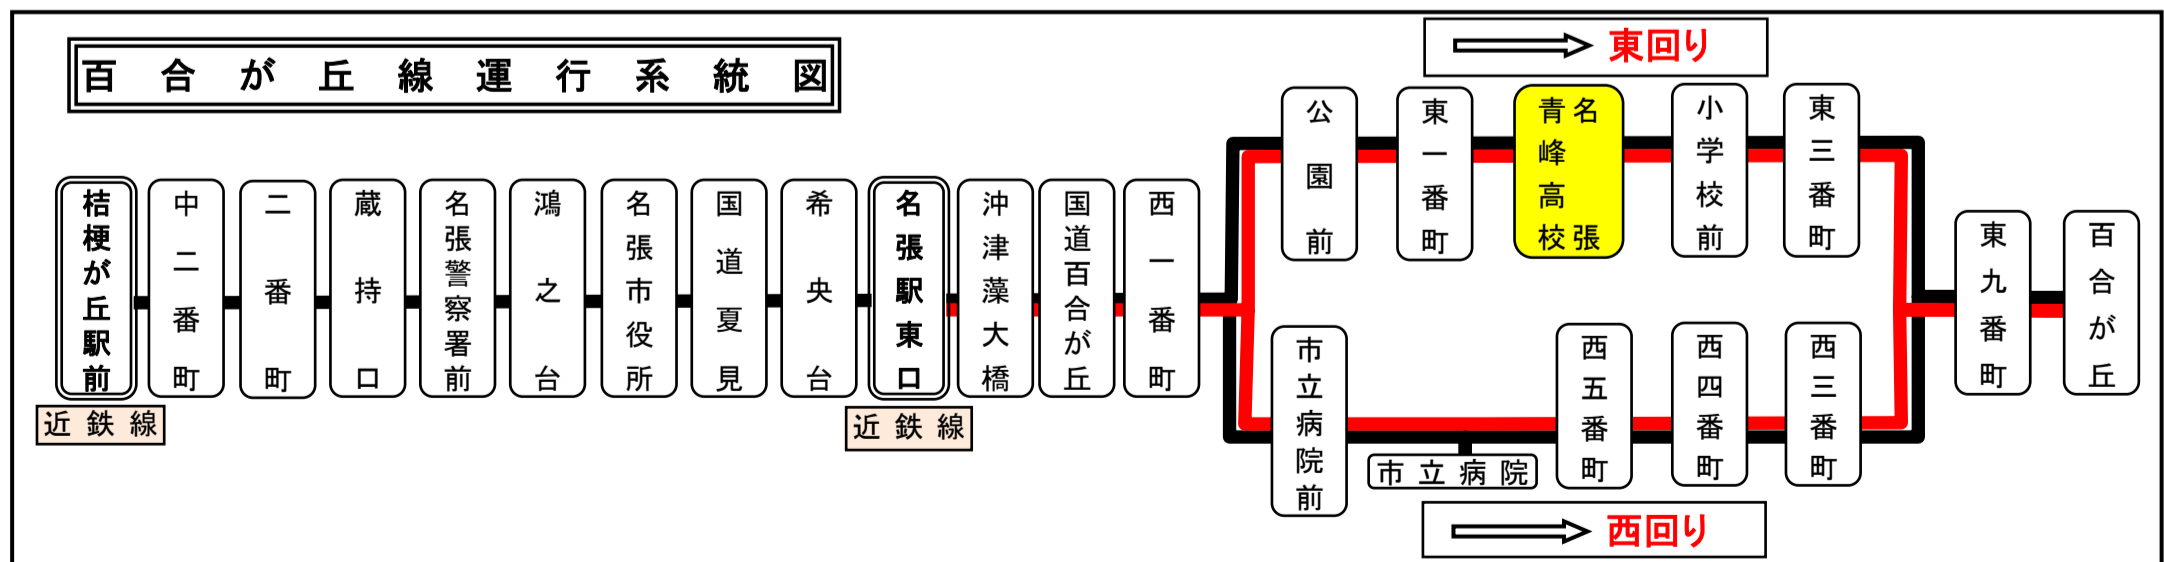 百合が丘線運行系統図
東回り
桔梗が丘駅前
近鉄線
中二番町
二番町
蔵持口
名張警察署前
鴻之台
名張市役所
国道夏見
希央台
名張駅東口
近鉄線
沖津藻大橋
国道百合が丘
西一番町
公園前
東一番町
名張
青峰高校
小学校前
東三番町
市立病院前
市立病院
西五番町
西四番町
西三番町
東九番町
百合が丘
西回り